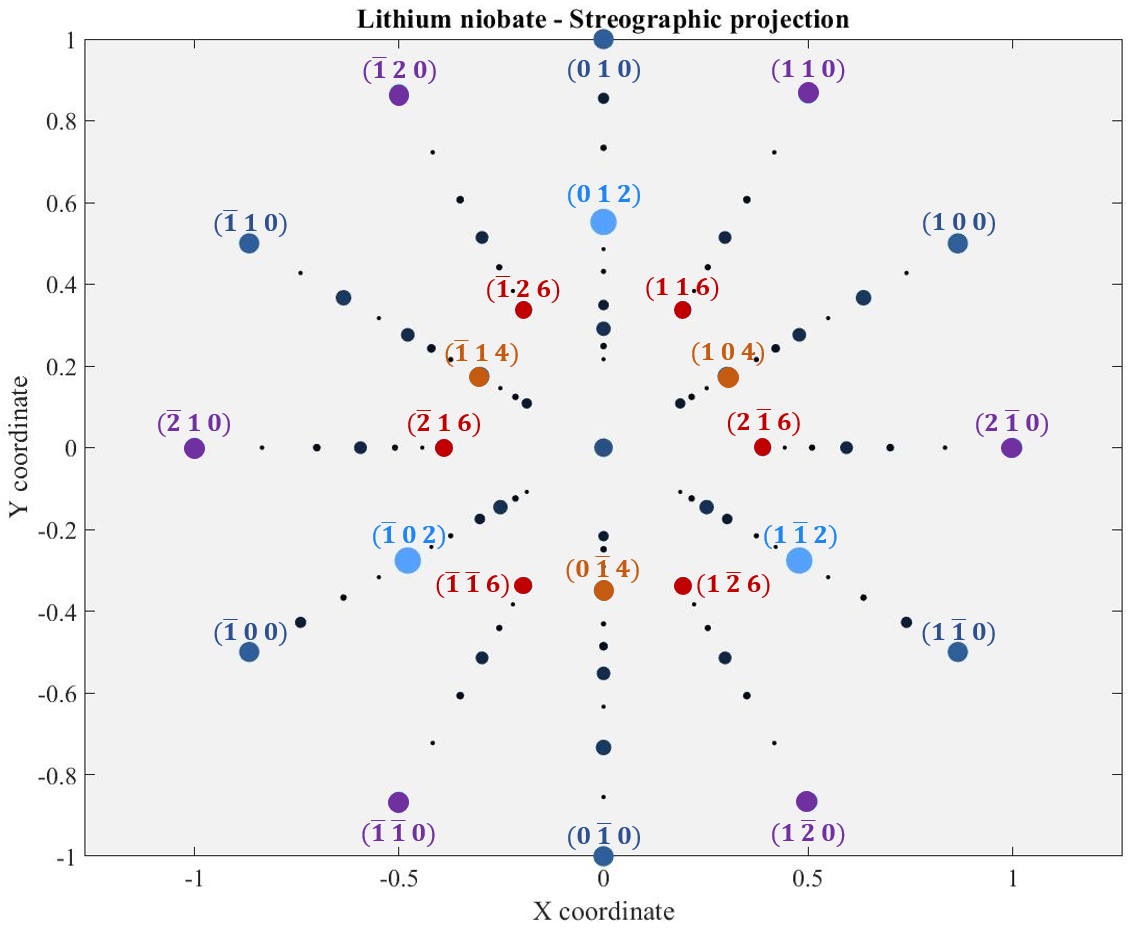 Lithium niobate - Streographic projection
1
(0 1 0)
(1̅ 2 0)
(1 1 0)
0.8
0.6
(0 1 2)
(1̅ 1 0)
(1 0 0)
0.4
(1̅ 2 6)
(1 1 6)
(1̅ 1 4)
(1 0 4)
0.2
(2̅ 1 0)
(2̅ 1 6)
(2 1̅ 6)
(2 1̅ 0)
0
Y coordinate
-0.2
(1̅ 0 2)
(1 1̅ 2)
(0 1̅ 4)
(1̅ 1̅ 6)
(1 2̅ 6)
-0.4
(1̅ 0 0)
(1 1̅ 0)
-0.6
-0.8
(1̅ 1̅ 0)
(0 1̅ 0)
(1 2̅ 0)
-1
-1
-0.5
0
0.5
1
X coordinate